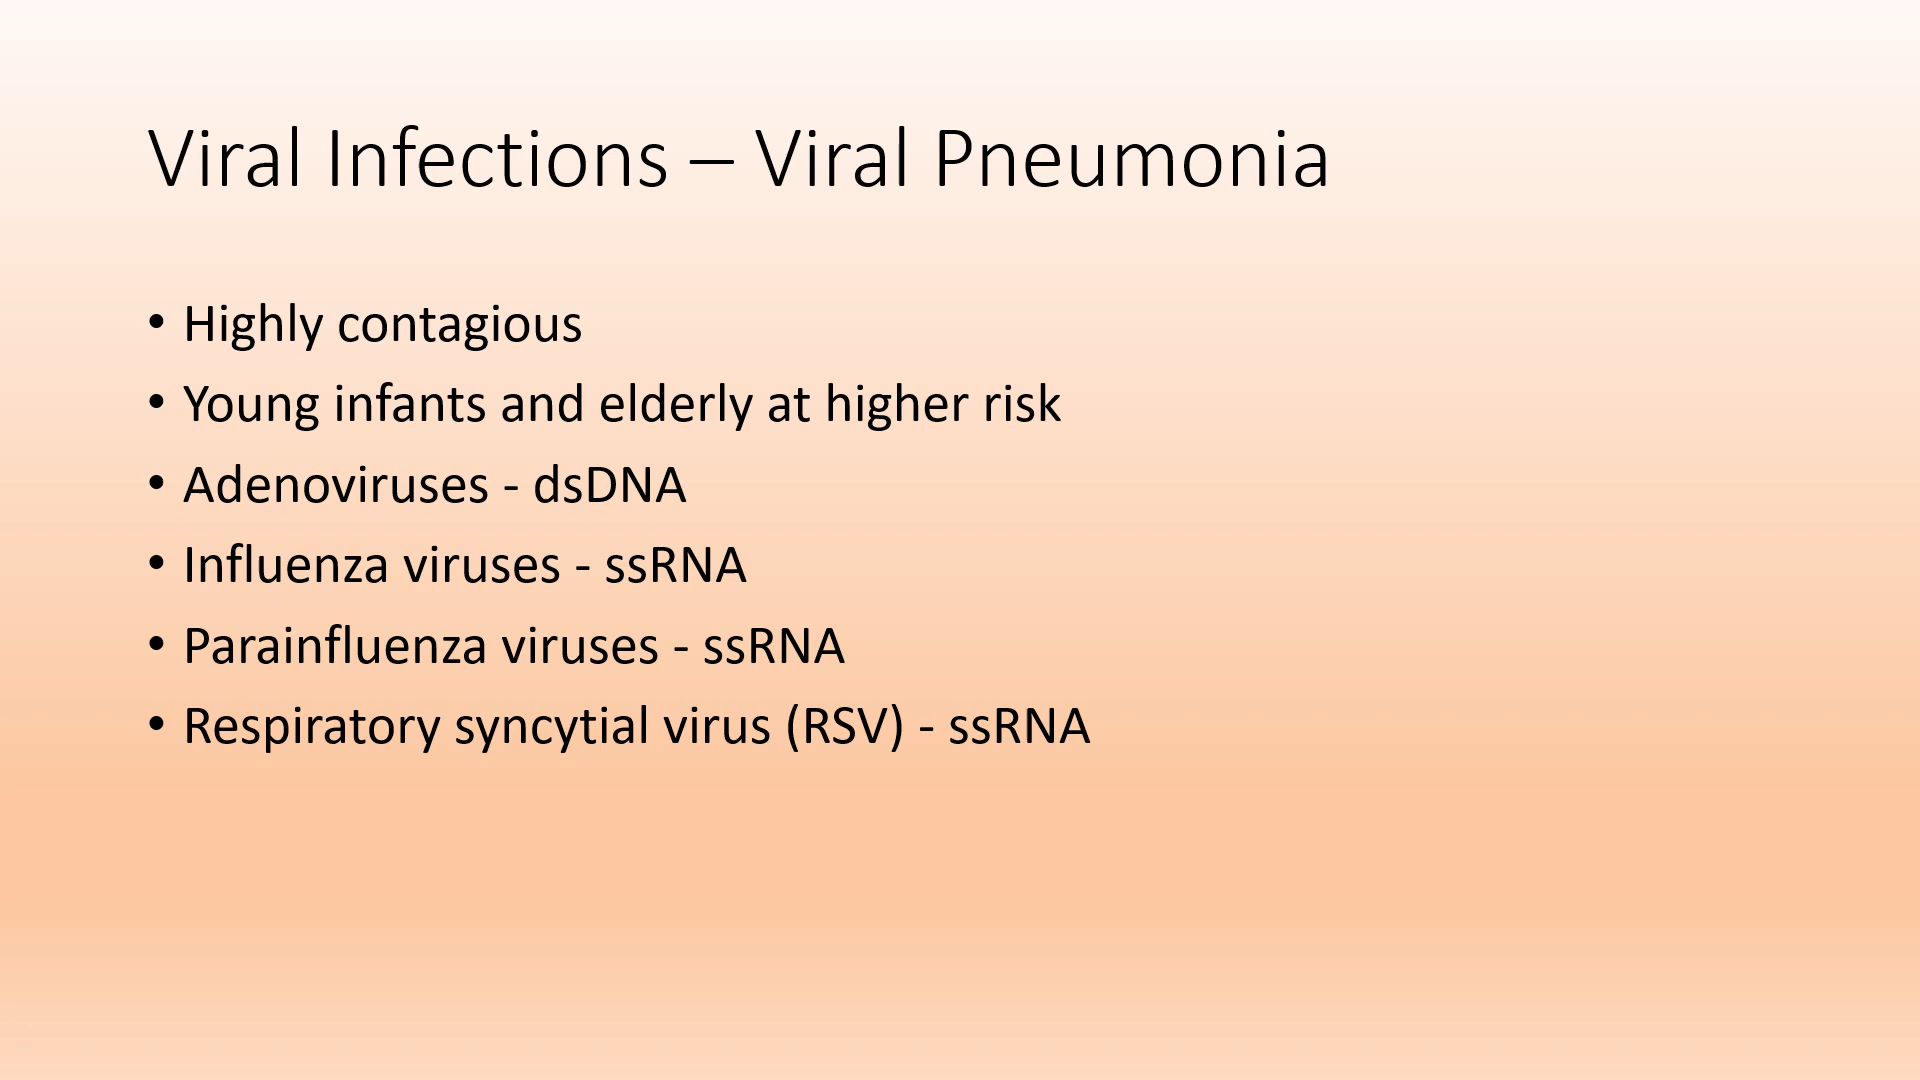 Viral Infections – Viral Pneumonia
• Highly contagious
• Young infants and elderly at higher risk
• Adenoviruses - dsDNA
• Influenza viruses - ssRNA
• Parainfluenza viruses - ssRNA
• Respiratory syncytial virus (RSV) - ssRNA